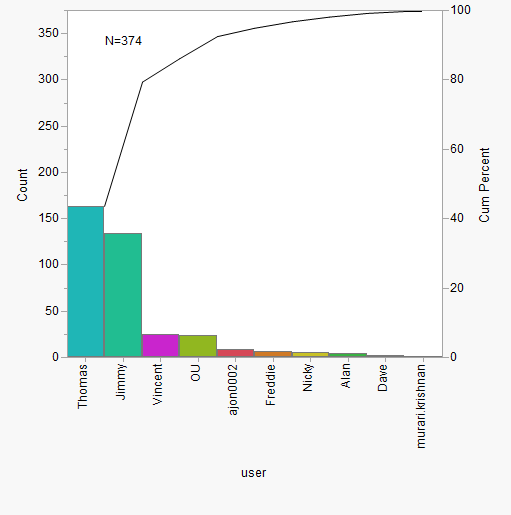 N=374
Count
350
300
250
200
150
100
50
0
100
80
60
40
20
0
Cum Percent
Thomas
Jimmy
Vincent
OU
ajon0002
Freddie
Nicky
Alan
Dave
murari.krishnan
user